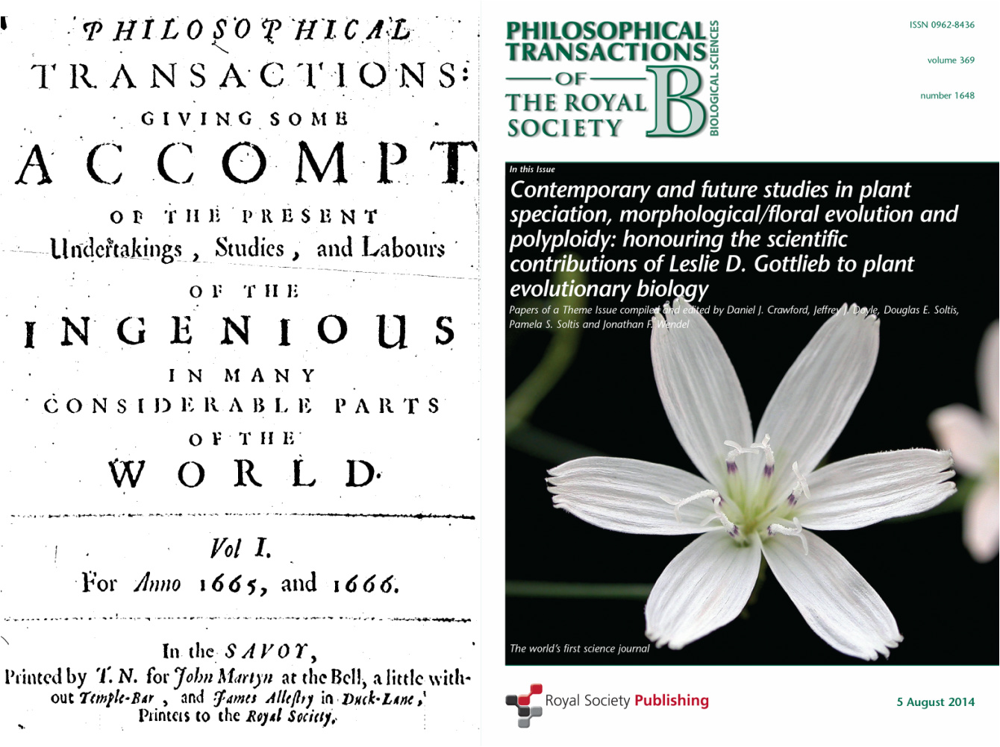 PHILOSOPHICAL
TRANSACTIONS:
GIVING SOME
ACCOMPT
OF THE PRESENT
Undertakings, Studies, and Labours
OF THE
INGENIOUS
IN MANY
CONSIDERABLE PARTS
OF THE
WORLD.
Vol I.
For Anno 1665, and 1666.
In the SAVOY,
Printed by T. N. for John Martyn at the Bell, a little with-
out Temple-Bar, and James Allestry in Duck-Lane,
Printers to the Royal Society.
PHILOSOPHICAL
TRANSACTIONS
OF
THE ROYAL
SOCIETY
B
BIOLOGICAL SCIENCES
ISSN 0962-8436
volume 369
number 1648
In this Issue
Contemporary and future studies in plant
speciation, morphological/floral evolution and
polyploidy: honouring the scientific
contributions of Leslie D. Gottlieb to plant
evolutionary biology
Papers of a Theme Issue compiled and edited by Daniel J. Crawford, Jeffrey J. Doyle, Douglas E. Soltis,
Pamela S. Soltis and Jonathan F. Wendel
The world's first science journal
Royal Society Publishing
5 August 2014